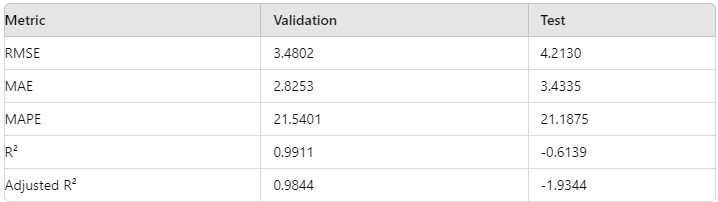 Metric Validation Test
RMSE 3.4802 4.2130
MAE 2.8253 3.4335
MAPE 21.5401 21.1875
R² 0.9911 -0.6139
Adjusted R² 0.9844 -1.9344